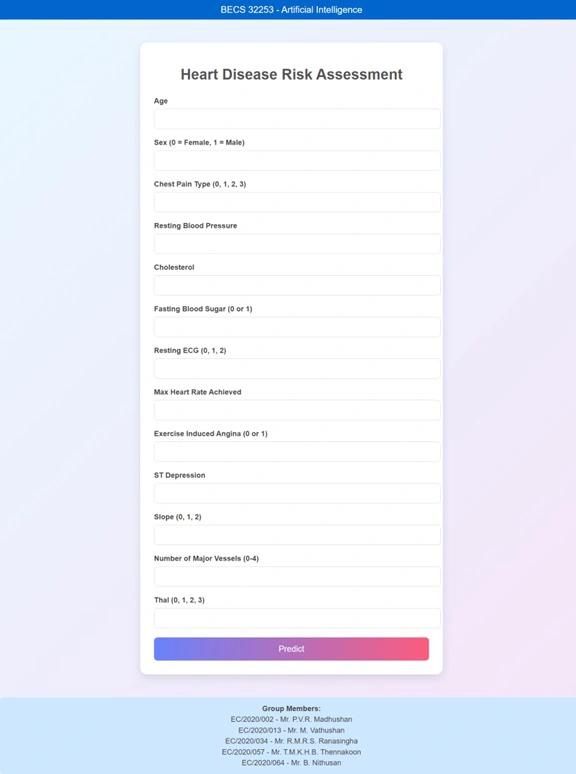 BECS 32253 - Artificial Intelligence
Heart Disease Risk Assessment
Age
Sex (0 = Female, 1 = Male)
Chest Pain Type (0, 1, 2, 3)
Resting Blood Pressure
Cholesterol
Fasting Blood Sugar (0 or 1)
Resting ECG (0, 1, 2)
Max Heart Rate Achieved
Exercise Induced Angina (0 or 1)
ST Depression
Slope (0, 1, 2)
Number of Major Vessels (0-4)
Thal (0, 1, 2, 3)
Predict
Group Members:
EC/2020/002 - Mr. P.V.R. Madhushan
EC/2020/013 - Mr. M. Vathushan
EC/2020/034 - Mr. R.M.R.S. Ranasingha
EC/2020/057 - Mr. T.M.K.H.B. Thennakoon
EC/2020/064 - Mr. B. Nithusan